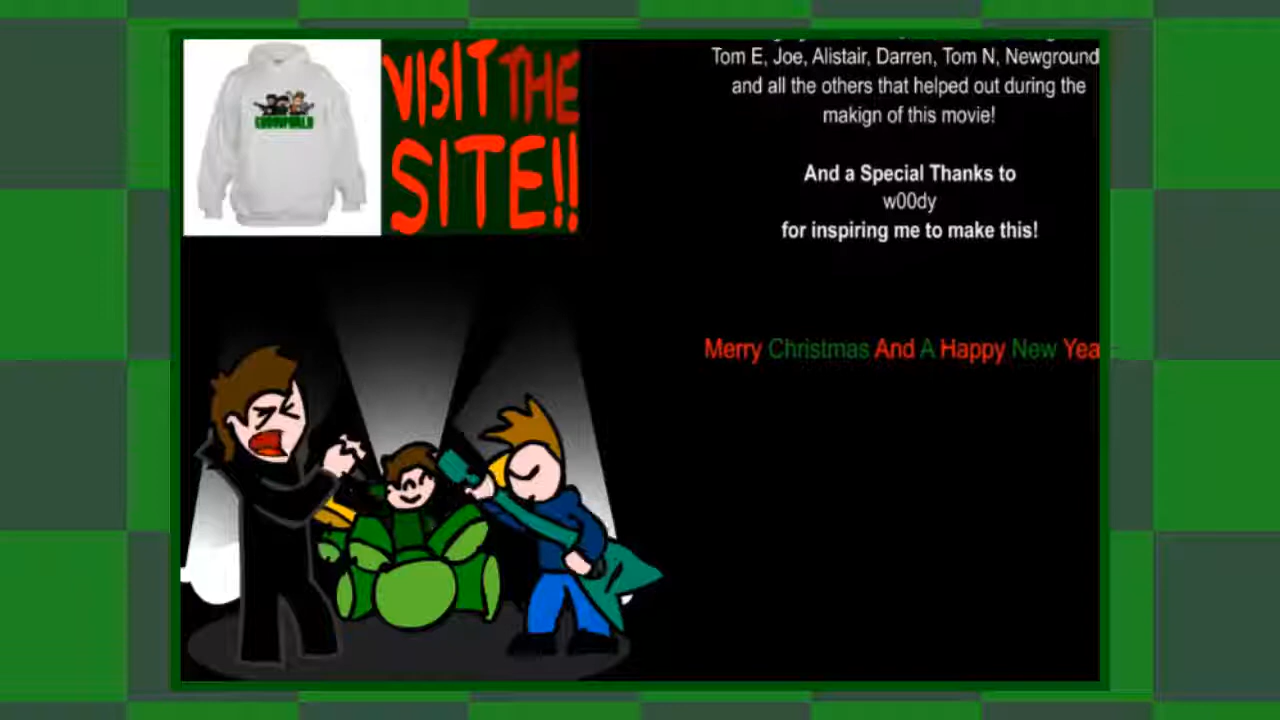 VISIT THE
SITE!!
EDDSWORLD
Tom E, Joe, Alistair, Darren, Tom N, Newground
and all the others that helped out during the
makign of this movie!
And a Special Thanks to
w00dy
for inspiring me to make this!
Merry Christmas And A Happy New Yea